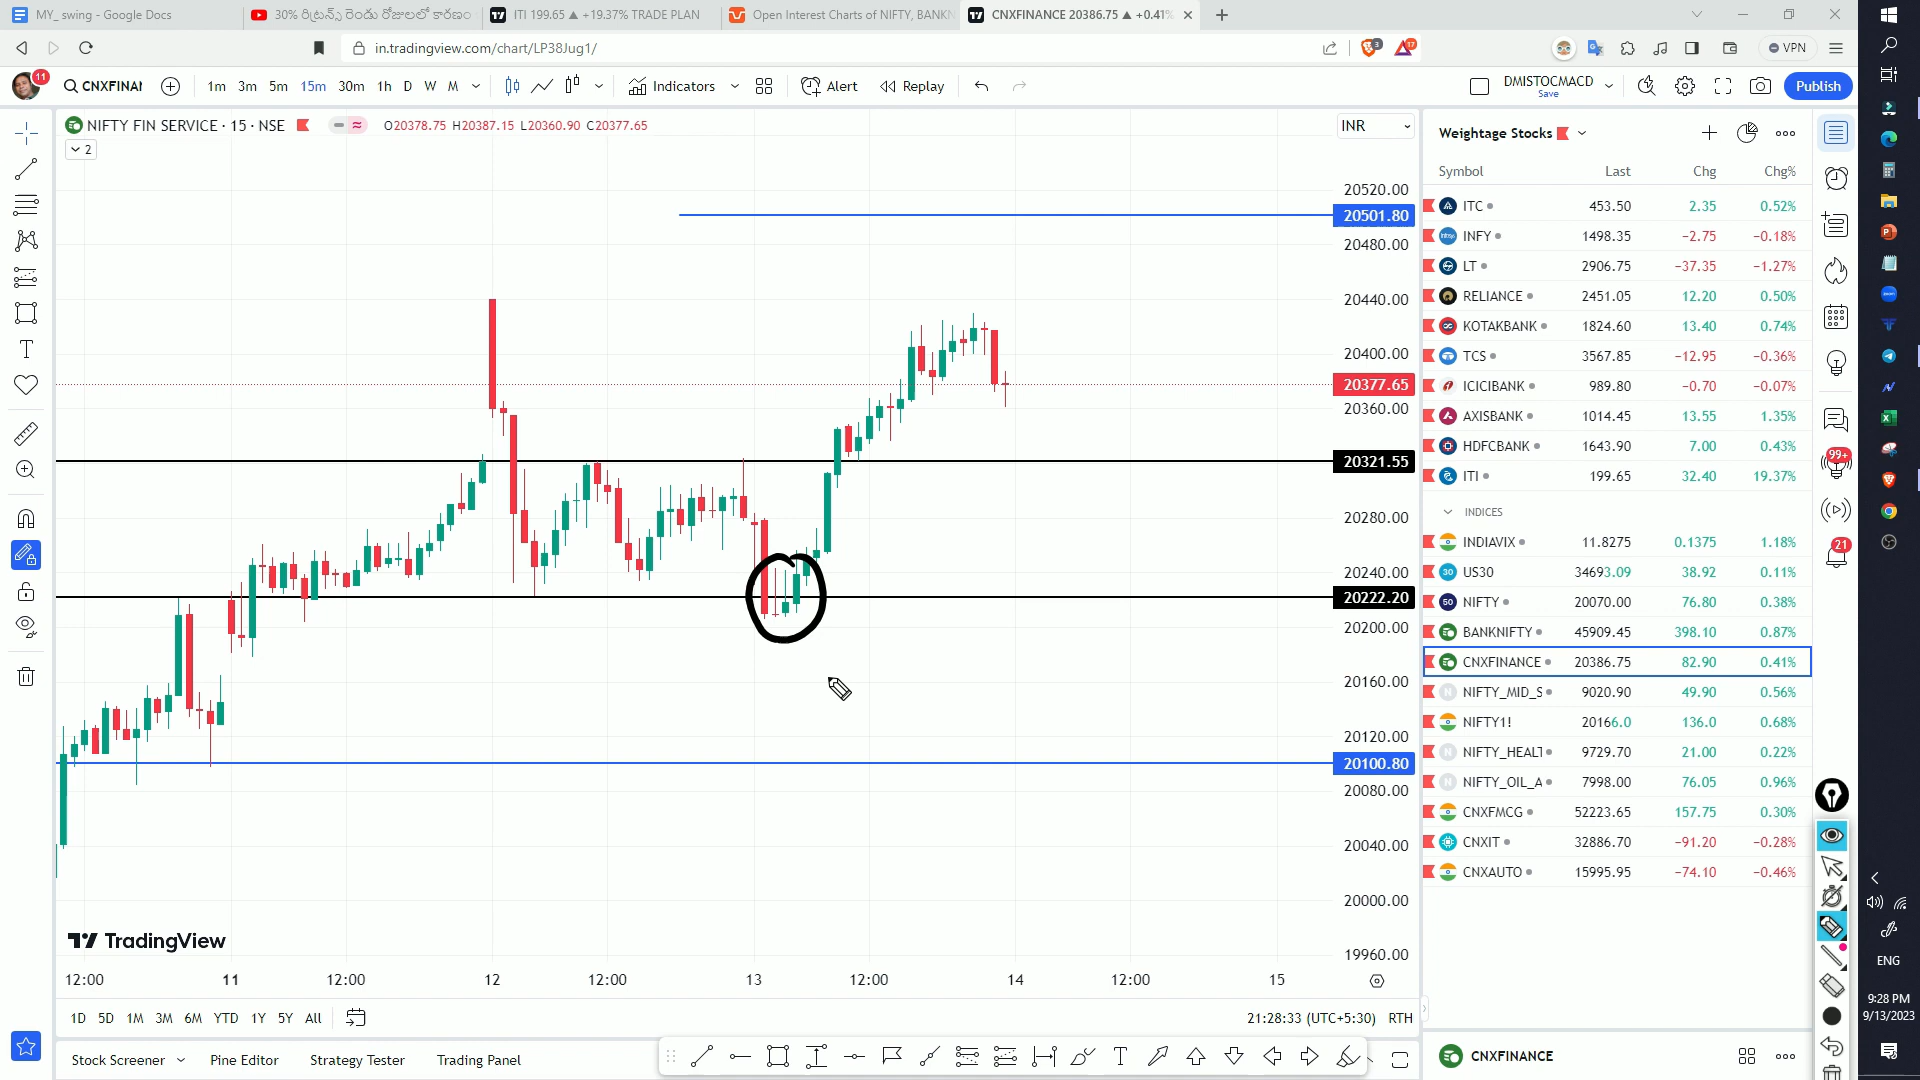 MY_ swing - Google Docs
30% రిటర్న్స్ రెండు రోజులలో కారణం
ITI 199.65 ▲ +19.37% TRADE PLAN
Open Interest Charts of NIFTY, BANKN
CNXFINANCE 20386.75 ▲ +0.41%
in.tradingview.com/chart/LP38Jug1/
3
17
VPN
11
CNXFINAN
1m 3m 5m 15m 30m 1h D W M
Indicators
Alert
Replay
DMISTOCMACD
Save
Publish
NIFTY FIN SERVICE · 15 · NSE
O20378.75 H20387.15 L20360.90 C20377.65
2
INR
20520.00
20501.80
20480.00
20440.00
20400.00
20377.65
20360.00
20321.55
20280.00
20240.00
20222.20
20200.00
20160.00
20120.00
20100.80
20080.00
20040.00
20000.00
19960.00
TradingView
12:00 11 12:00 12 12:00 13 12:00 14 12:00 15
1D 5D 1M 3M 6M YTD 1Y 5Y All
21:28:33 (UTC+5:30) RTH
Stock Screener
Pine Editor
Strategy Tester
Trading Panel
Weightage Stocks
Symbol Last Chg Chg%
ITC 453.50 2.35 0.52%
INFY 1498.35 −2.75 −0.18%
LT 2906.75 −37.35 −1.27%
RELIANCE 2451.05 12.20 0.50%
KOTAKBANK 1824.60 13.40 0.74%
TCS 3567.85 −12.95 −0.36%
ICICIBANK 989.80 −0.70 −0.07%
AXISBANK 1014.45 13.55 1.35%
HDFCBANK 1643.90 7.00 0.43%
ITI 199.65 32.40 19.37%
INDICES
INDIAVIX 11.8275 0.1375 1.18%
30 US30 34693.09 38.92 0.11%
50 NIFTY 20070.00 76.80 0.38%
BANKNIFTY 45909.45 398.10 0.87%
CNXFINANCE 20386.75 82.90 0.41%
N NIFTY_MID_S 9020.90 49.90 0.56%
NIFTY1! 20166.0 136.0 0.68%
N NIFTY_HEALT 9729.70 21.00 0.22%
N NIFTY_OIL_A 7998.00 76.05 0.96%
CNXFMCG 52223.65 157.75 0.30%
CNXIT 32886.70 −91.20 −0.28%
CNXAUTO 15995.95 −74.10 −0.46%
CNXFINANCE
99+
21
ENG
9:28 PM
9/13/2023